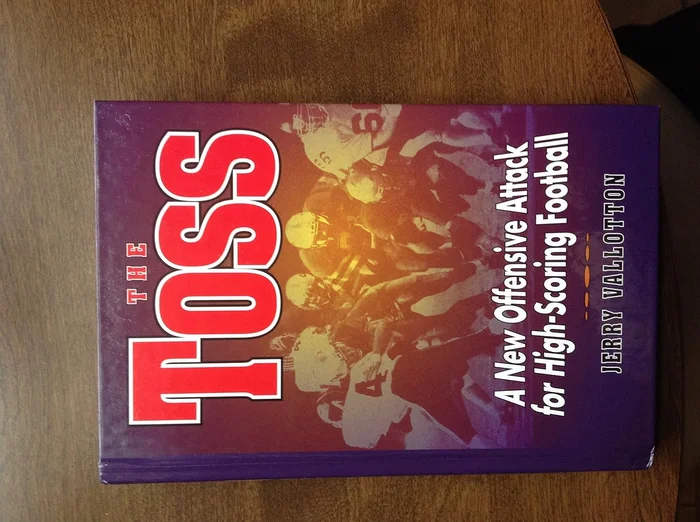 THE
TOSS
A New Offensive Attack
for High-Scoring Football
JERRY VALLOTTON